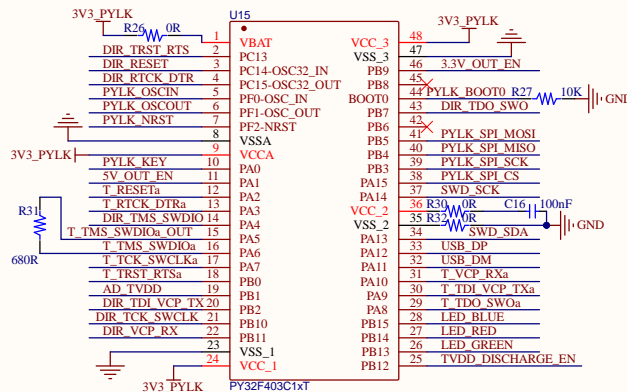 3V3_PYLK
R26 0R
U15
3V3_PYLK
1 VBAT VCC_3 48
DIR_TRST_RTS 2 PC13 VSS_3 47
DIR_RESET 3 PC14-OSC32_IN PB9 46 3.3V_OUT_EN
DIR_RTCK_DTR 4 PC15-OSC32_OUT PB8 45
PYLK_OSCIN 5 PF0-OSC_IN BOOT0 44 PYLK_BOOT0 R27 10K GND
PYLK_OSCOUT 6 PF1-OSC_OUT PB7 43 DIR_TDO_SWO
PYLK_NRST 7 PF2-NRST PB6 42
8 VSSA PB5 41 PYLK_SPI_MOSI
3V3_PYLK 9 VCCA PB4 40 PYLK_SPI_MISO
PYLK_KEY 10 PA0 PB3 39 PYLK_SPI_SCK
5V_OUT_EN 11 PA1 PA15 38 PYLK_SPI_CS
T_RESETa 12 PA2 PA14 37 SWD_SCK
R31 T_RTCK_DTRa 13 PA3 VCC_2 36 R30 0R C16 100nF
DIR_TMS_SWDIO 14 PA4 VSS_2 35 R32 0R GND
T_TMS_SWDIOa_OUT 15 PA5 PA13 34 SWD_SDA
680R T_TMS_SWDIOa 16 PA6 PA12 33 USB_DP
T_TCK_SWCLKa 17 PA7 PA11 32 USB_DM
T_TRST_RTSa 18 PB0 PA10 31 T_VCP_RXa
AD_TVDD 19 PB1 PA9 30 T_TDI_VCP_TXa
DIR_TDI_VCP_TX 20 PB2 PA8 29 T_TDO_SWOa
DIR_TCK_SWCLK 21 PB10 PB15 28 LED_BLUE
DIR_VCP_RX 22 PB11 PB14 27 LED_RED
23 VSS_1 PB13 26 LED_GREEN
24 VCC_1 PB12 25 TVDD_DISCHARGE_EN
3V3_PYLK
PY32F403C1xT